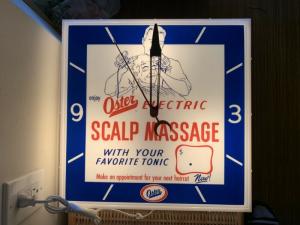 enjoy Oster ELECTRIC
SCALP MASSAGE
9
3
WITH YOUR
FAVORITE TONIC
$
Make an appointment for your next haircut Now!
Oster